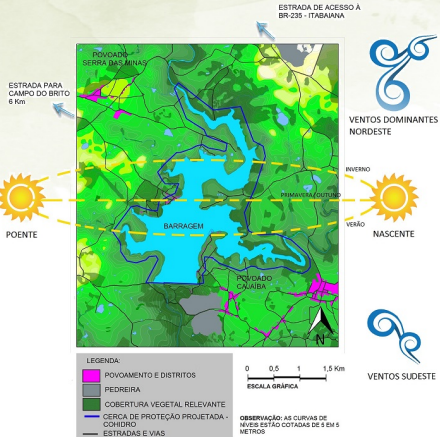 ESTRADA DE ACESSO À
BR-235 - ITABAIANA
POVOADO
SERRA DAS MINAS
ESTRADA PARA
CAMPO DO BRITO
6 Km
VENTOS DOMINANTES
NORDESTE
INVERNO
PRIMAVERA/OUTONO
VERÃO
POENTE
NASCENTE
BARRAGEM
POVOADO
CAJAÍBA
N
VENTOS SUDESTE
LEGENDA:
POVOAMENTO E DISTRITOS
PEDREIRA
COBERTURA VEGETAL RELEVANTE
CERCA DE PROTEÇÃO PROJETADA -
COHIDRO
ESTRADAS E VIAS
0 0,5 1 1,5 Km
ESCALA GRÁFICA
OBSERVAÇÃO: AS CURVAS DE
NÍVEIS ESTÃO COTADAS DE 5 EM 5
METROS